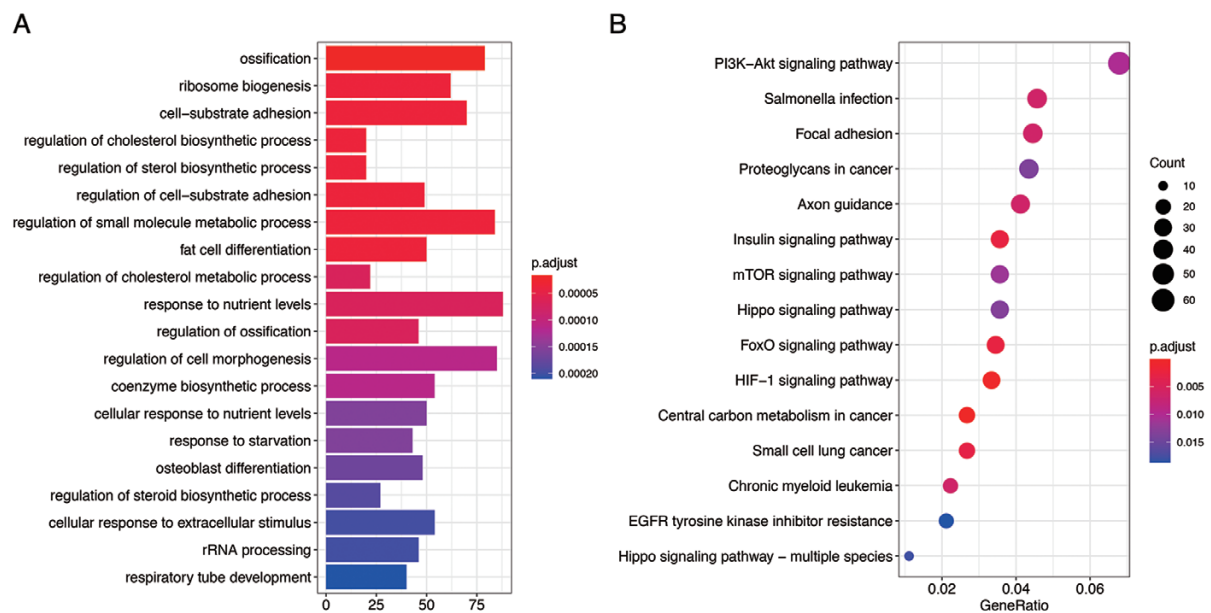 A
ossification
ribosome biogenesis
cell−substrate adhesion
regulation of cholesterol biosynthetic process
regulation of sterol biosynthetic process
regulation of cell−substrate adhesion
regulation of small molecule metabolic process
fat cell differentiation
regulation of cholesterol metabolic process
response to nutrient levels
regulation of ossification
regulation of cell morphogenesis
coenzyme biosynthetic process
cellular response to nutrient levels
response to starvation
osteoblast differentiation
regulation of steroid biosynthetic process
cellular response to extracellular stimulus
rRNA processing
respiratory tube development
0 25 50 75
p.adjust
0.00005
0.00010
0.00015
0.00020
B
PI3K−Akt signaling pathway
Salmonella infection
Focal adhesion
Proteoglycans in cancer
Axon guidance
Insulin signaling pathway
mTOR signaling pathway
Hippo signaling pathway
FoxO signaling pathway
HIF−1 signaling pathway
Central carbon metabolism in cancer
Small cell lung cancer
Chronic myeloid leukemia
EGFR tyrosine kinase inhibitor resistance
Hippo signaling pathway − multiple species
0.02 0.04 0.06
GeneRatio
Count
10
20
30
40
50
60
p.adjust
0.005
0.010
0.015